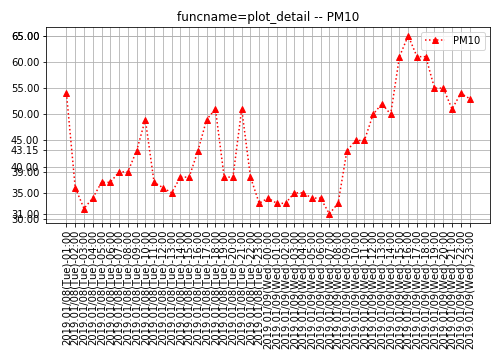 funcname=plot_detail -- PM10
PM10
65.00
60.00
55.00
50.00
45.00
43.15
40.00
39.00
35.00
31.00
30.00
2019.01/08(Tue)-01:00
2019.01/08(Tue)-02:00
2019.01/08(Tue)-03:00
2019.01/08(Tue)-04:00
2019.01/08(Tue)-05:00
2019.01/08(Tue)-06:00
2019.01/08(Tue)-07:00
2019.01/08(Tue)-08:00
2019.01/08(Tue)-09:00
2019.01/08(Tue)-10:00
2019.01/08(Tue)-11:00
2019.01/08(Tue)-12:00
2019.01/08(Tue)-13:00
2019.01/08(Tue)-14:00
2019.01/08(Tue)-15:00
2019.01/08(Tue)-16:00
2019.01/08(Tue)-17:00
2019.01/08(Tue)-18:00
2019.01/08(Tue)-19:00
2019.01/08(Tue)-20:00
2019.01/08(Tue)-21:00
2019.01/08(Tue)-22:00
2019.01/08(Tue)-23:00
2019.01/09(Wed)-00:00
2019.01/09(Wed)-01:00
2019.01/09(Wed)-02:00
2019.01/09(Wed)-03:00
2019.01/09(Wed)-04:00
2019.01/09(Wed)-05:00
2019.01/09(Wed)-06:00
2019.01/09(Wed)-07:00
2019.01/09(Wed)-08:00
2019.01/09(Wed)-09:00
2019.01/09(Wed)-10:00
2019.01/09(Wed)-11:00
2019.01/09(Wed)-12:00
2019.01/09(Wed)-13:00
2019.01/09(Wed)-14:00
2019.01/09(Wed)-15:00
2019.01/09(Wed)-16:00
2019.01/09(Wed)-17:00
2019.01/09(Wed)-18:00
2019.01/09(Wed)-19:00
2019.01/09(Wed)-20:00
2019.01/09(Wed)-21:00
2019.01/09(Wed)-22:00
2019.01/09(Wed)-23:00